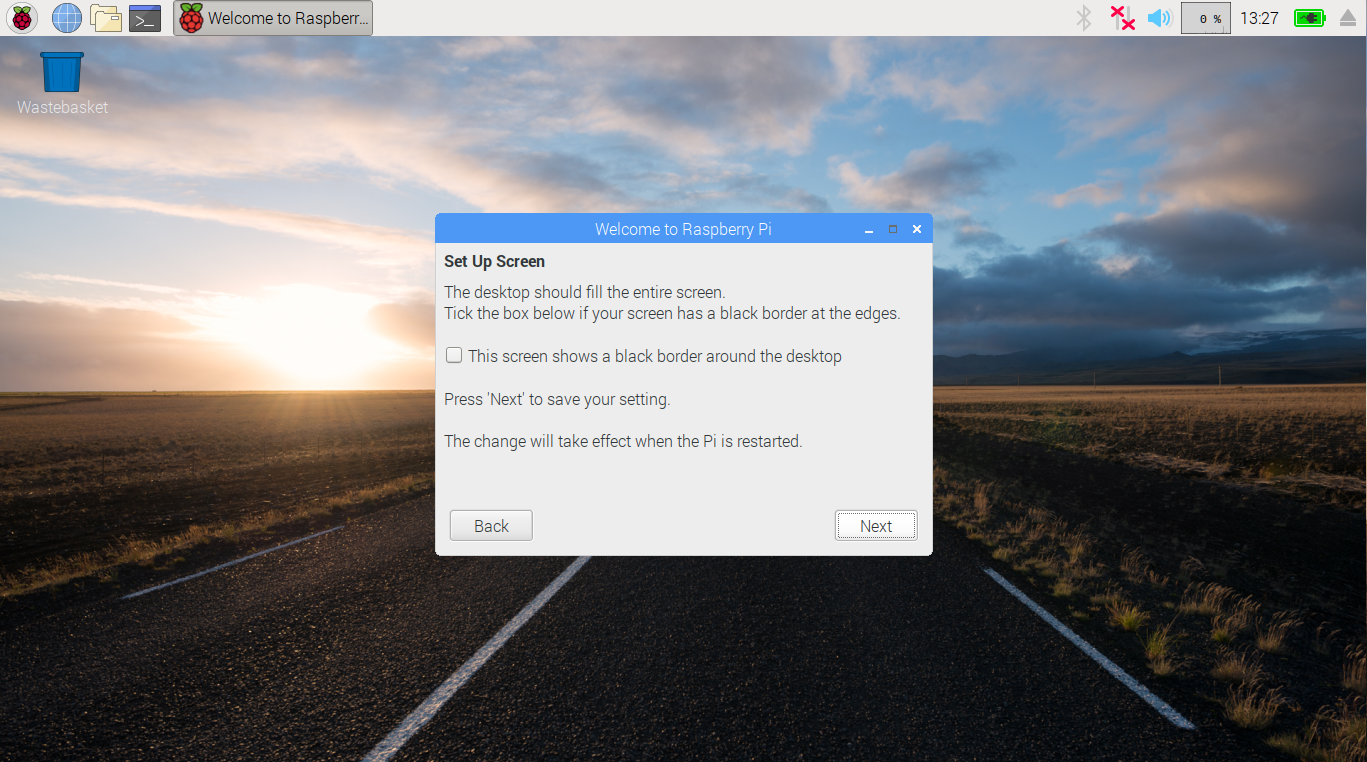 Welcome to Raspberr...
0 %
13:27
Wastebasket
Welcome to Raspberry Pi
Set Up Screen
The desktop should fill the entire screen.
Tick the box below if your screen has a black border at the edges.
This screen shows a black border around the desktop
Press 'Next' to save your setting.
The change will take effect when the Pi is restarted.
Back
Next